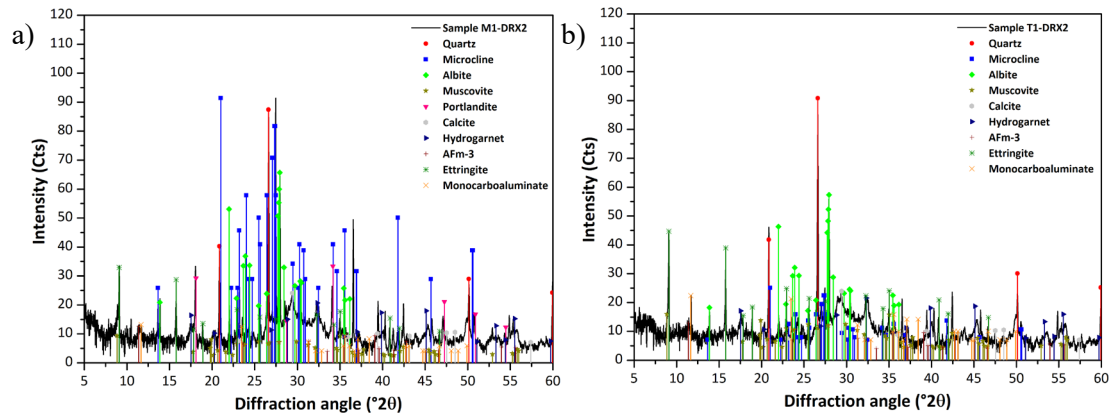 a)
120
110
100
90
80
70
60
50
40
30
20
10
0
Intensity (Cts)
5 10 15 20 25 30 35 40 45 50 55 60
Diffraction angle (°2θ)
Sample M1-DRX2
Quartz
Microcline
Albite
Muscovite
Portlandite
Calcite
Hydrogarnet
AFm-3
Ettringite
Monocarboaluminate
b)
120
110
100
90
80
70
60
50
40
30
20
10
0
Intensity (Cts)
5 10 15 20 25 30 35 40 45 50 55 60
Diffraction angle (°2θ)
Sample T1-DRX2
Quartz
Microcline
Albite
Muscovite
Calcite
Hydrogarnet
AFm-3
Ettringite
Monocarboaluminate